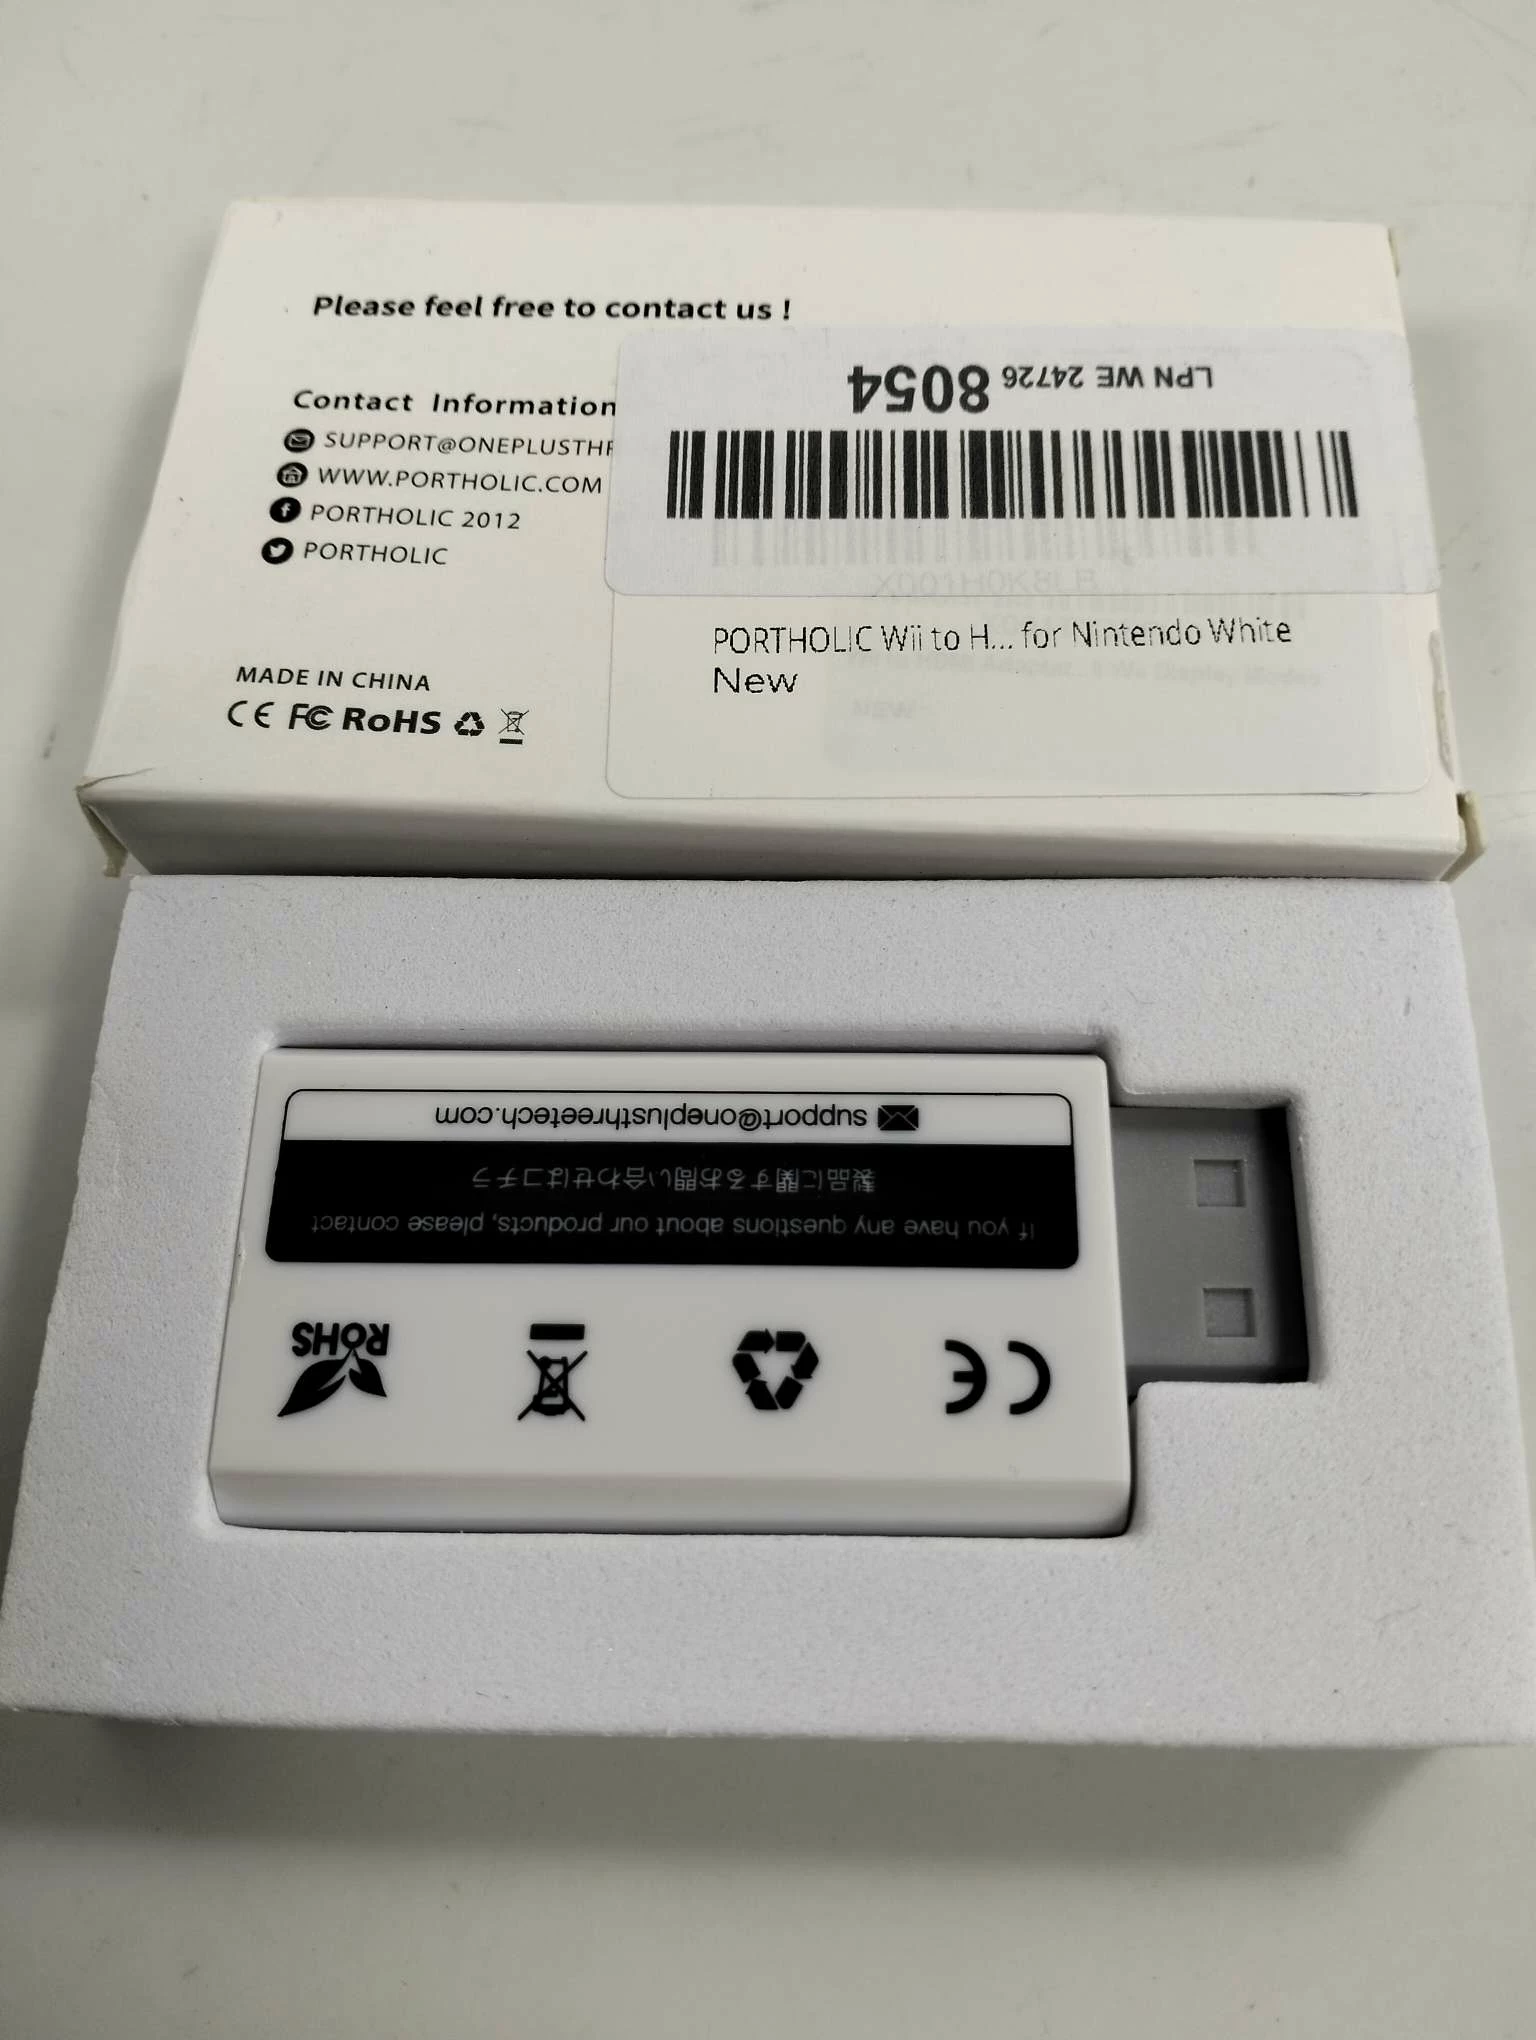 Please feel free to contact us !
Contact Information
SUPPORT@ONEPLUSTHR
WWW.PORTHOLIC.COM
PORTHOLIC 2012
PORTHOLIC
MADE IN CHINA
CE FC RoHS
LPN WE 24726 8054
X001H0K8LR
PORTHOLIC Wii to H... for Nintendo White
New
If you have any questions about our products, please contact
製品に関するお問い合わせはコチラ
support@oneplusthreetech.com
CE
RoHS